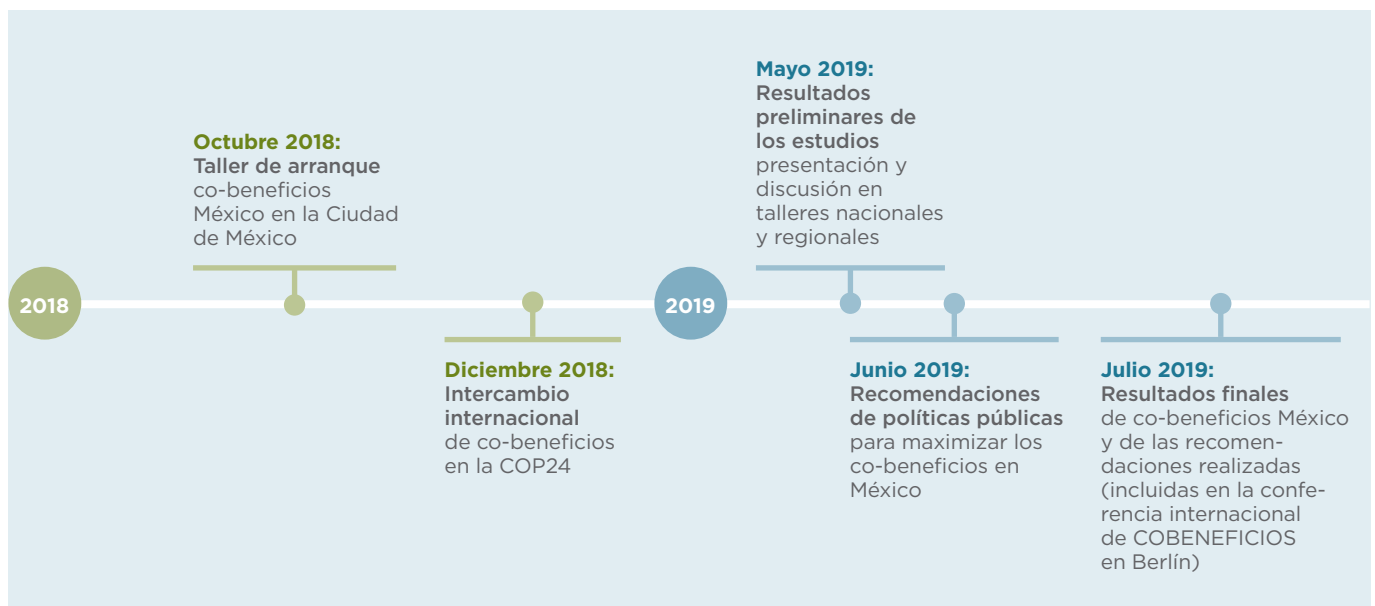 2018
Octubre 2018:
Taller de arranque
co-beneficios
México en la Ciudad
de México
Diciembre 2018:
Intercambio
internacional
de co-beneficios
en la COP24
2019
Mayo 2019:
Resultados
preliminares de
los estudios
presentación y
discusión en
talleres nacionales
y regionales
Junio 2019:
Recomendaciones
de políticas públicas
para maximizar los
co-beneficios en
México
Julio 2019:
Resultados finales
de co-beneficios México
y de las recomen-
daciones realizadas
(incluidas en la confe-
rencia internacional
de COBENEFICIOS
en Berlín)